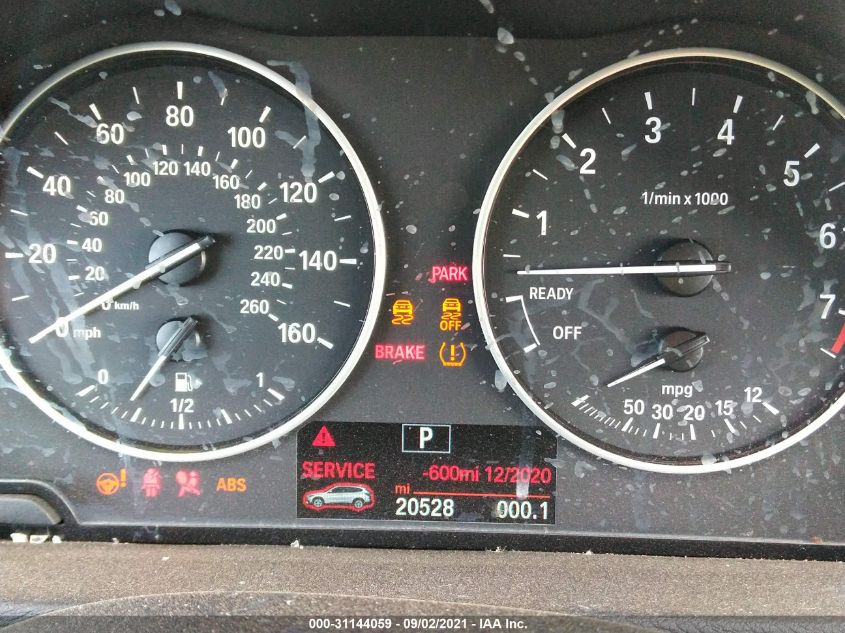 20 40 60 80 100 120 140 160
20 40 60 80 100 120 140 160 180 200 220 240 260
0 km/h
0 mph
0 1/2 1
1 2 3 4 5 6 7
1/min x 1000
READY
OFF
mpg
50 30 20 15 12
PARK
OFF
BRAKE
ABS
P
SERVICE -600mi 12/2020
mi
20528 000.1
000-31144059 - 09/02/2021 - IAA Inc.